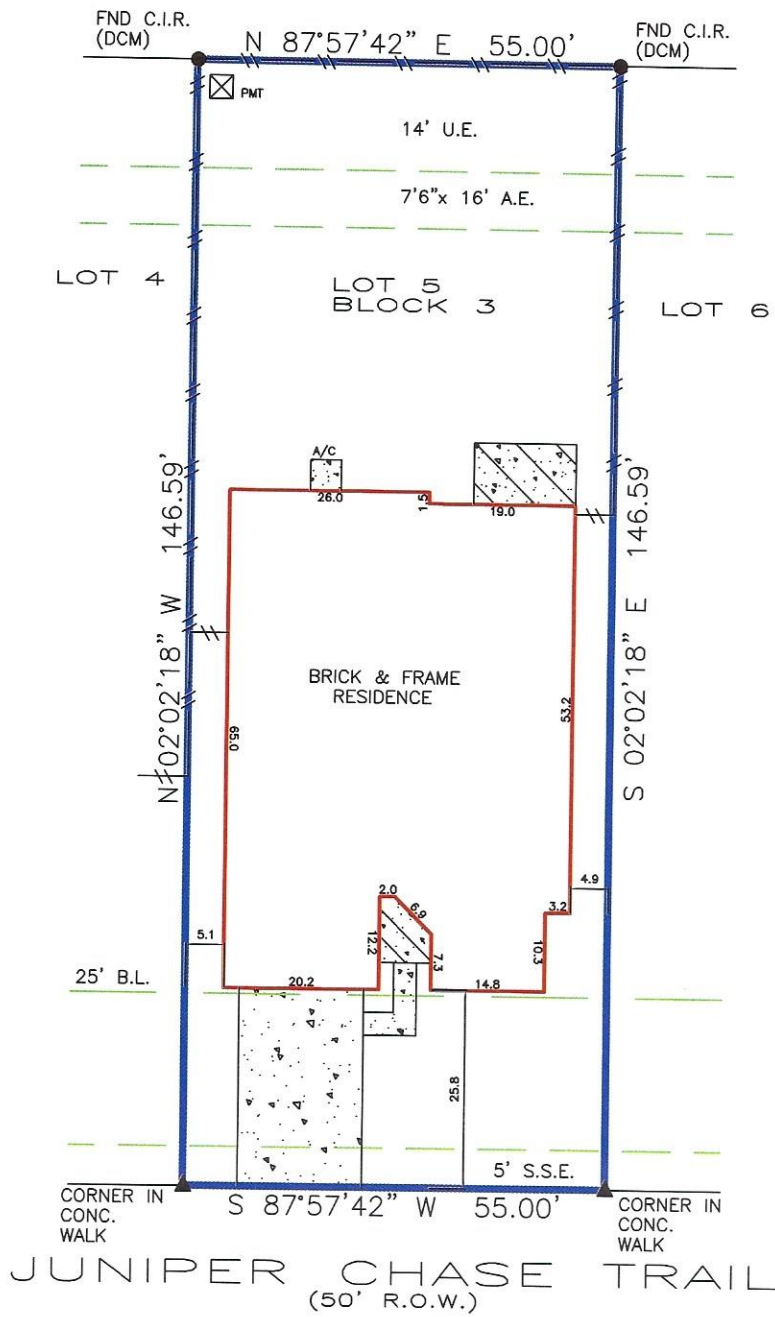 FND C.I.R.
(DCM)
N 87°57'42" E 55.00'
FND C.I.R.
(DCM)
PMT
14' U.E.
7'6"x 16' A.E.
LOT 4
LOT 5
BLOCK 3
LOT 6
A/C
26.0
1.5
19.0
N 02°02'18" W 146.59'
S 02°02'18" E 146.59'
BRICK & FRAME
RESIDENCE
65.0
53.2
4.9
2.0
6.9
3.2
5.1
12.2
7.3
10.3
25' B.L.
20.2
14.8
25.8
5' S.S.E.
CORNER IN
CONC.
WALK
S 87°57'42" W 55.00'
CORNER IN
CONC.
WALK
JUNIPER CHASE TRAIL
(50' R.O.W.)